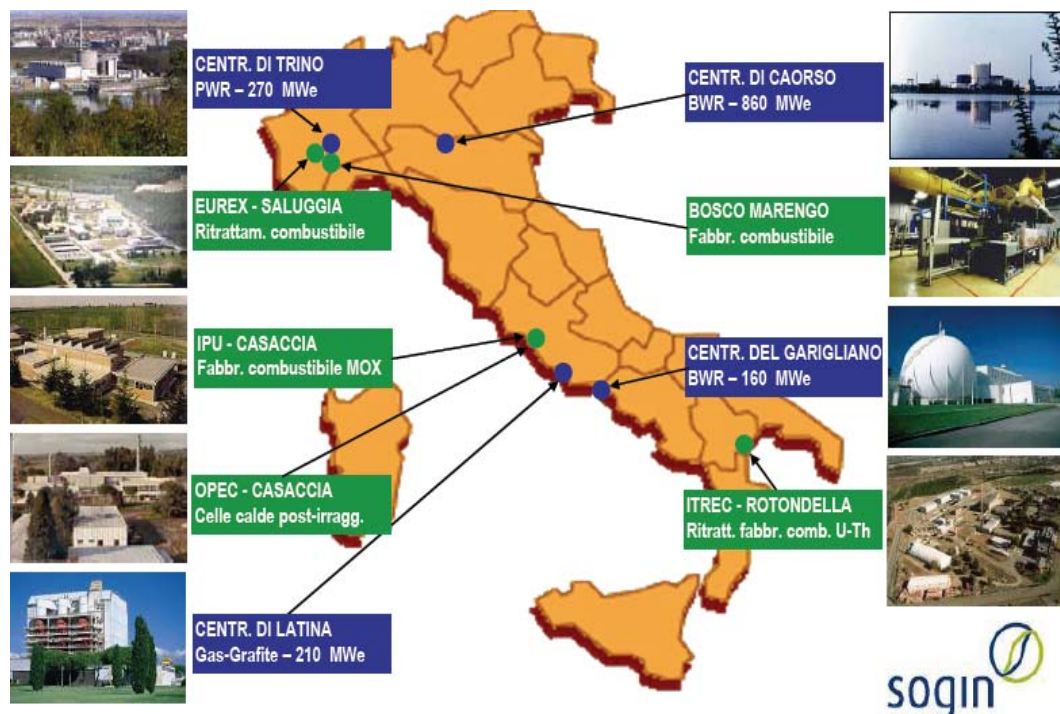 CENTR. DI TRINO
PWR – 270 MWe
CENTR. DI CAORSO
BWR – 860 MWe
EUREX - SALUGGIA
Ritrattam. combustibile
BOSCO MARENGO
Fabbr. combustibile
IPU - CASACCIA
Fabbr. combustibile MOX
CENTR. DEL GARIGLIANO
BWR – 160 MWe
OPEC - CASACCIA
Celle calde post-irragg.
ITREC - ROTONDELLA
Ritratt. fabbr. comb. U-Th
CENTR. DI LATINA
Gas-Grafite – 210 MWe
sogin